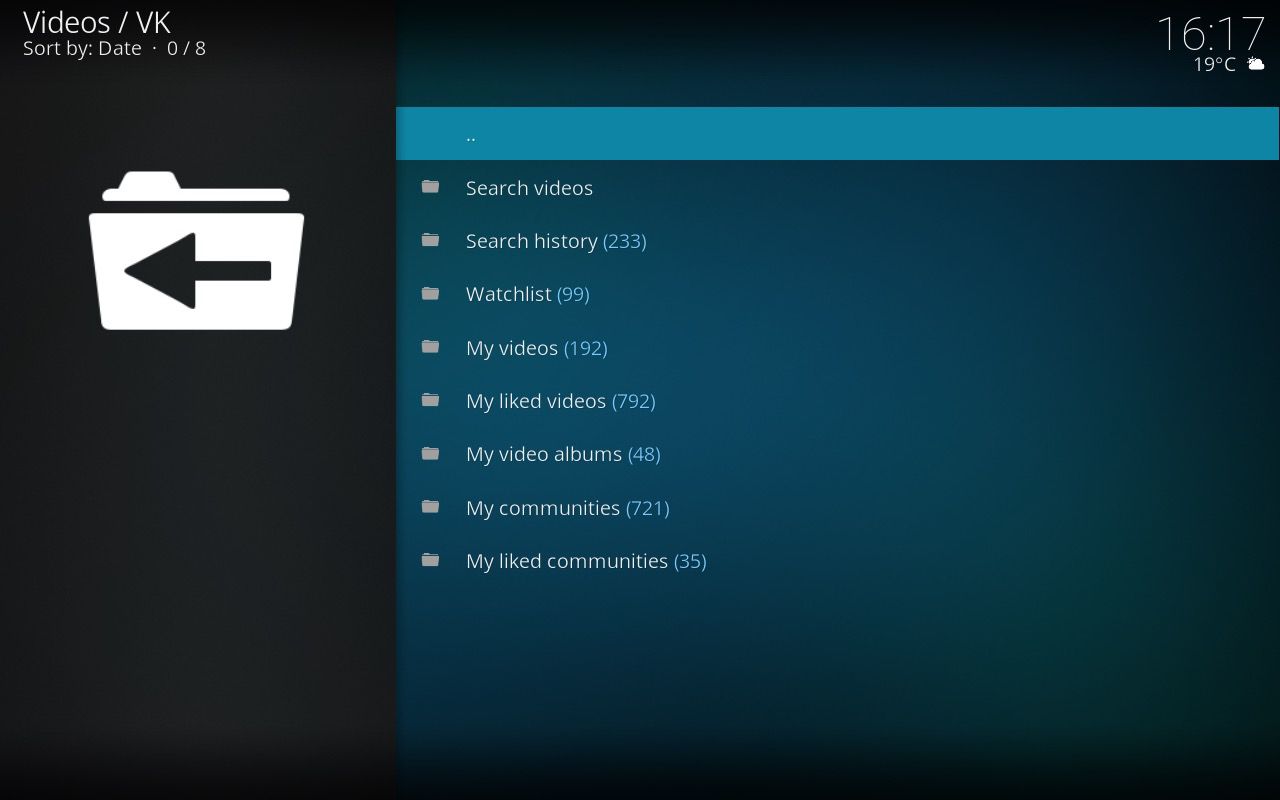 Videos / VK
Sort by: Date · 0 / 8
16:17
19°C
..
Search videos
Search history (233)
Watchlist (99)
My videos (192)
My liked videos (792)
My video albums (48)
My communities (721)
My liked communities (35)